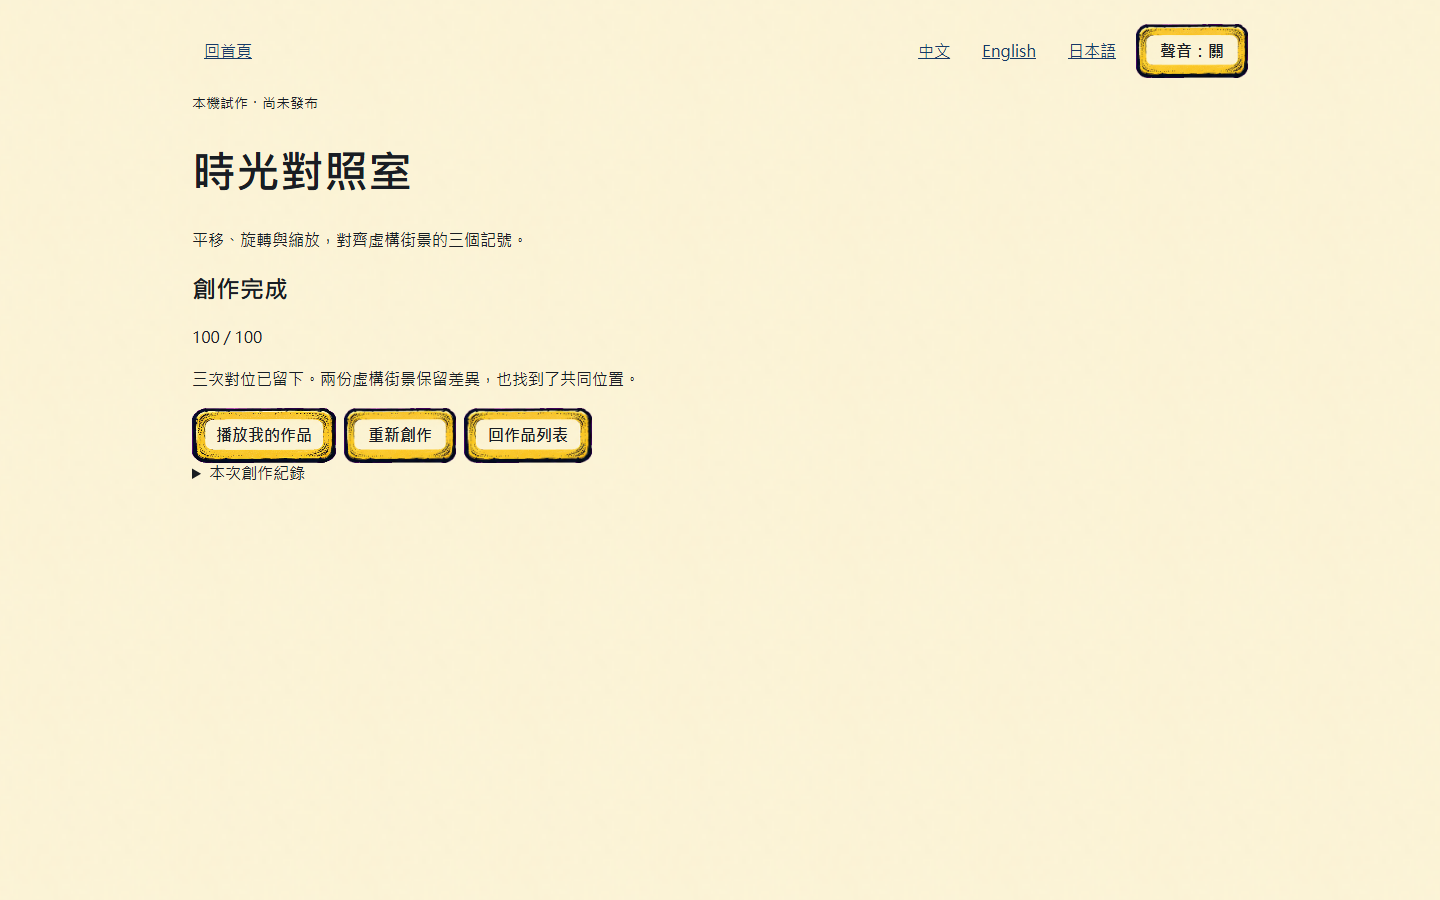 回首頁 中文 English 日本語 聲音：關
本機試作・尚未發布
時光對照室
平移、旋轉與縮放，對齊虛構街景的三個記號。
創作完成
100 / 100
三次對位已留下。兩份虛構街景保留差異，也找到了共同位置。
播放我的作品 重新創作 回作品列表
▶ 本次創作紀錄